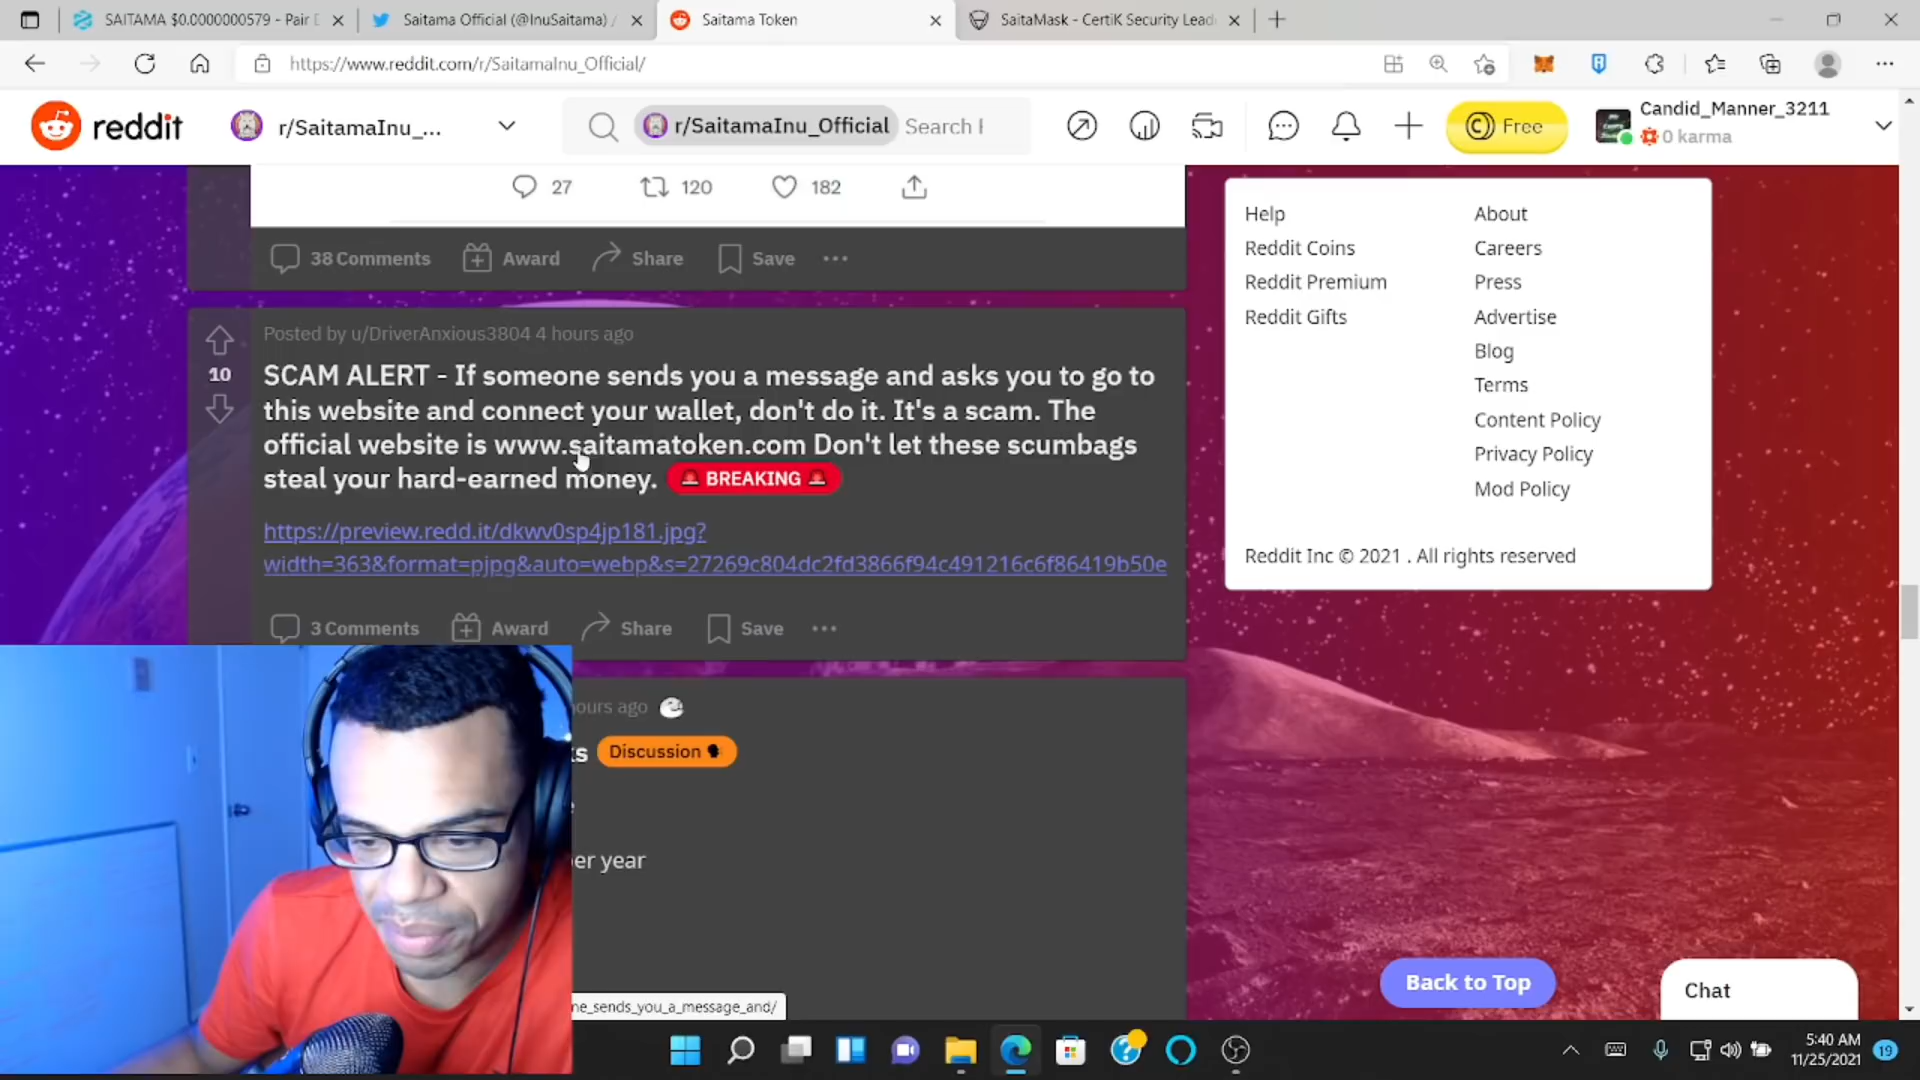 SAITAMA $0.0000000579 - Pair E
Saitama Official (@InuSaitama) /
Saitama Token
SaitaMask - CertiK Security Lead
https://www.reddit.com/r/SaitamaInu_Official/
reddit
r/SaitamaInu_...
r/SaitamaInu_Official
Search
Free
Candid_Manner_3211
0 karma
27
120
182
38 Comments
Award
Share
Save
Posted by u/DriverAnxious3804 4 hours ago
10
SCAM ALERT - If someone sends you a message and asks you to go to
this website and connect your wallet, don't do it. It's a scam. The
official website is www.saitamatoken.com Don't let these scumbags
steal your hard-earned money. BREAKING
https://preview.redd.it/dkwv0sp4jp181.jpg?
width=363&format=pjpg&auto=webp&s=27269c804dc2fd3866f94c491216c6f86419b50e
3 Comments
Award
Share
Save
ours ago
Discussion
er year
ne_sends_you_a_message_and/
Help
Reddit Coins
Reddit Premium
Reddit Gifts
About
Careers
Press
Advertise
Blog
Terms
Content Policy
Privacy Policy
Mod Policy
Reddit Inc © 2021 . All rights reserved
Back to Top
Chat
5:40 AM
11/25/2021
19